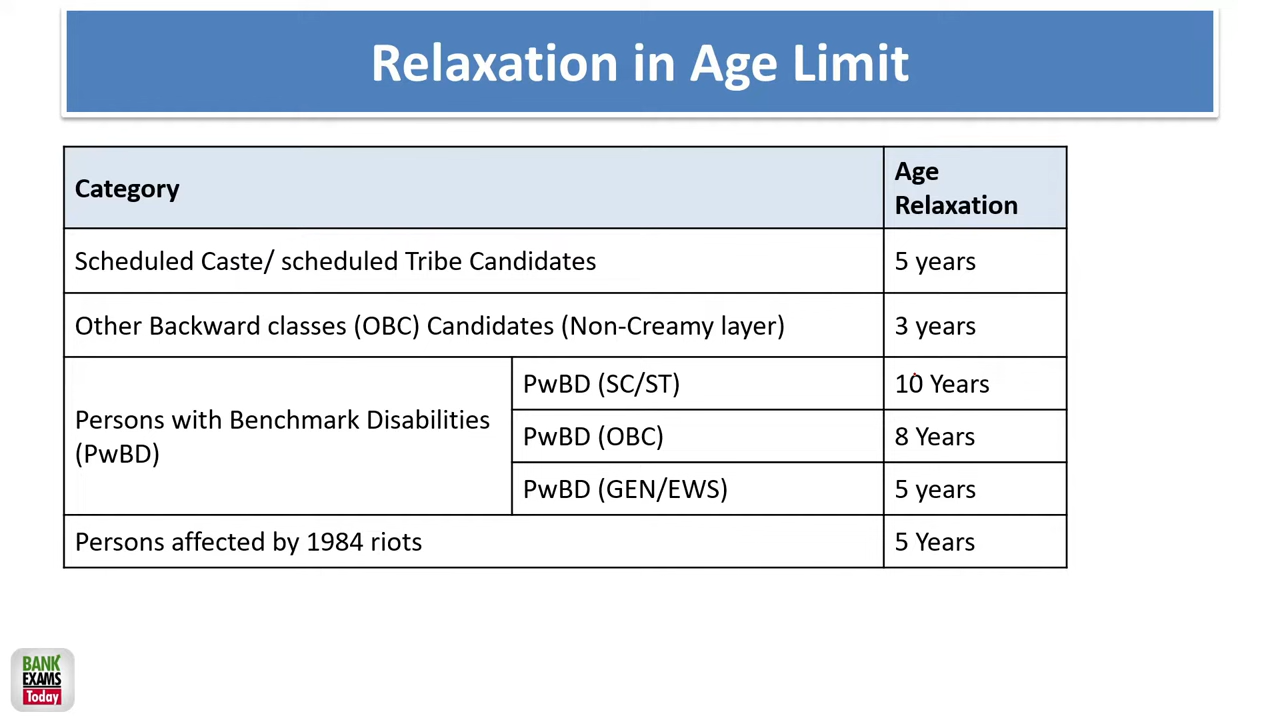 Relaxation in Age Limit
Category
Age
Relaxation
Scheduled Caste/ scheduled Tribe Candidates
5 years
Other Backward classes (OBC) Candidates (Non-Creamy layer)
3 years
Persons with Benchmark Disabilities
(PwBD)
PwBD (SC/ST)
10 Years
PwBD (OBC)
8 Years
PwBD (GEN/EWS)
5 years
Persons affected by 1984 riots
5 Years
BANK
EXAMS
Today